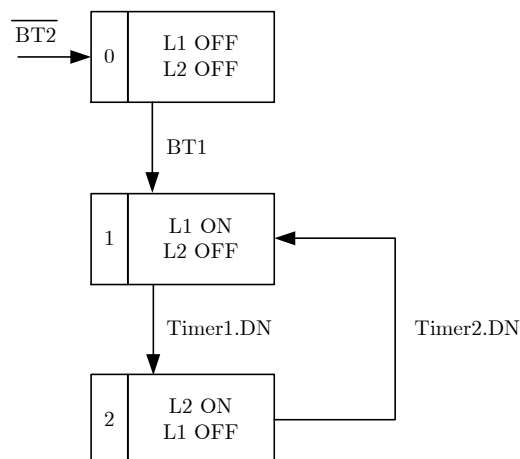 BT2
0
L1 OFF
L2 OFF
BT1
1
L1 ON
L2 OFF
Timer1.DN
Timer2.DN
2
L2 ON
L1 OFF